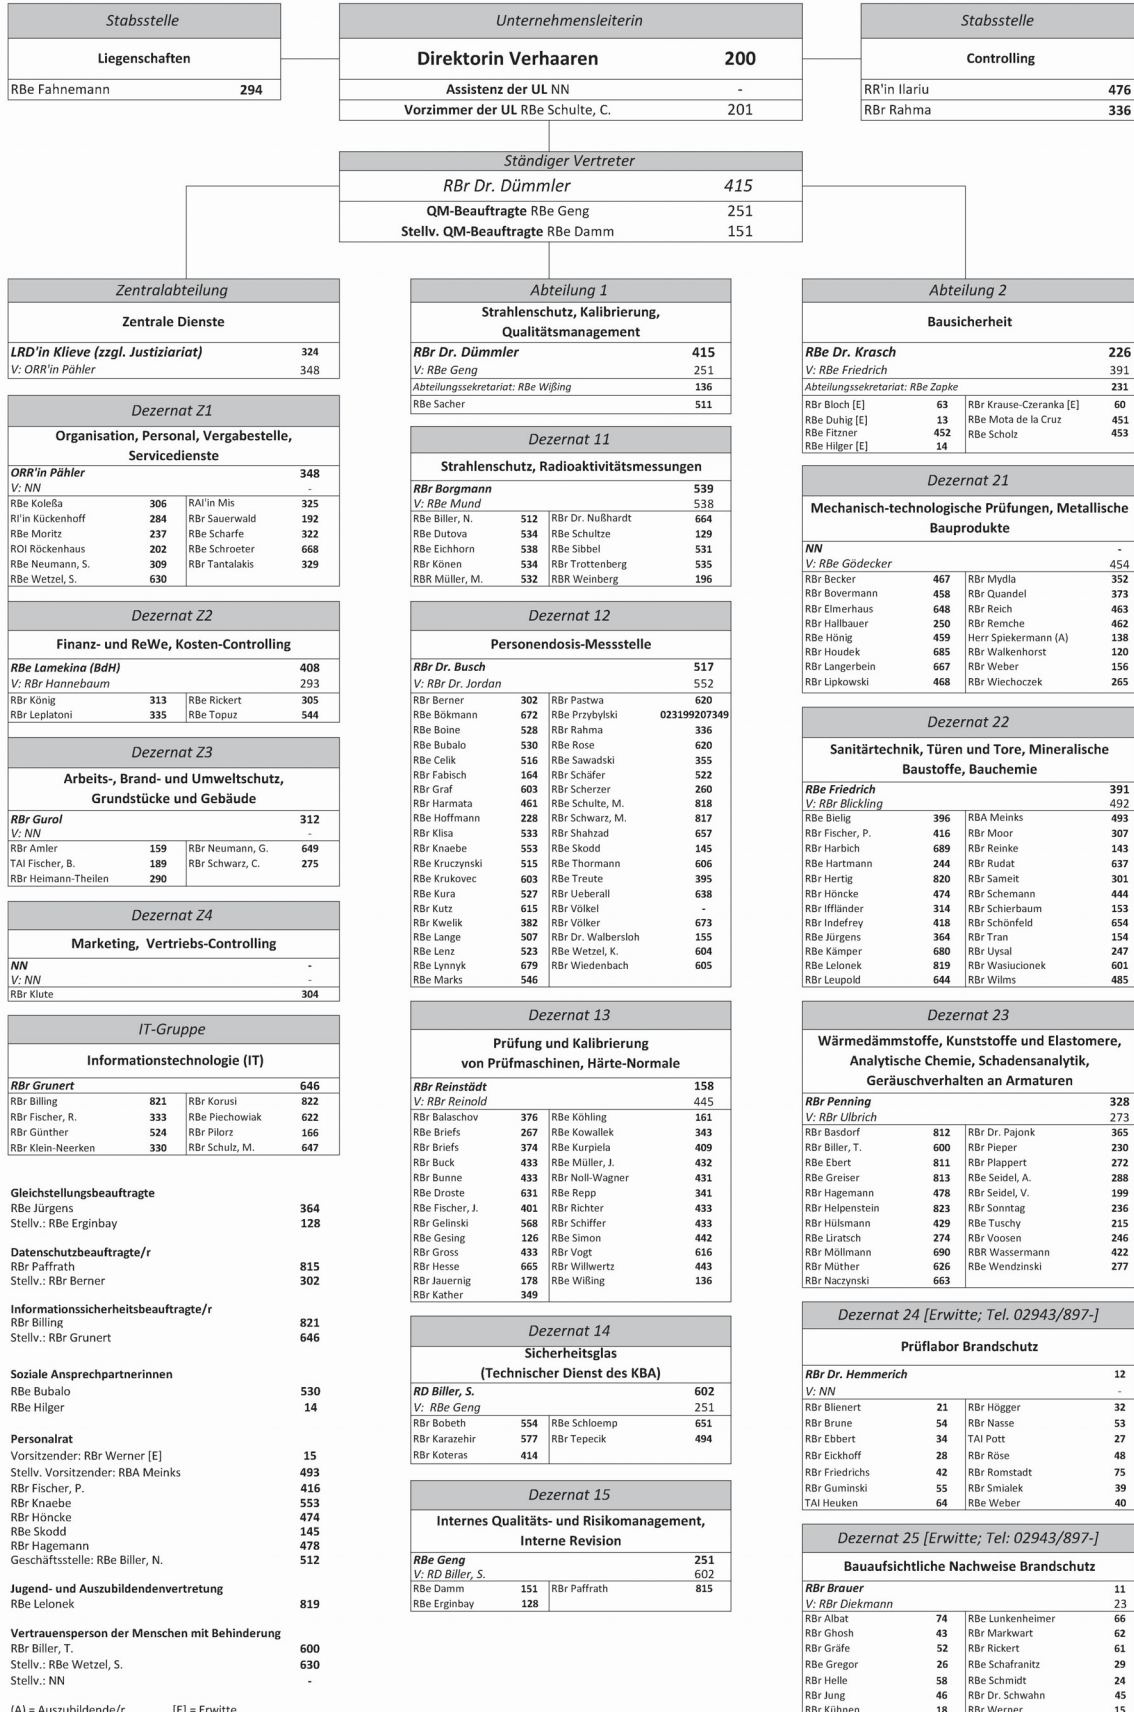 Stabsstelle
Liegenschaften
RBe Fahnemann 294
Unternehmensleiterin
Direktorin Verhaaren 200
Assistenz der UL NN -
Vorzimmer der UL RBe Schulte, C. 201
Stabsstelle
Controlling
RR'in Ilariu 476
RBr Rahma 336
Ständiger Vertreter
RBr Dr. Dümmler 415
QM-Beauftragte RBe Geng 251
Stellv. QM-Beauftragte RBe Damm 151
Zentralabteilung
Zentrale Dienste
LRD'in Klieve (zzgl. Justiziariat) 324
V: ORR'in Pähler 348
Dezernat Z1
Organisation, Personal, Vergabestelle,
Servicedienste
ORR'in Pähler 348
V: NN -
RBe Koleßa 306 RAI'in Mis 325
RI'in Kückenhoff 284 RBr Sauerwald 192
RBe Moritz 237 RBe Scharfe 322
ROI Röckenhaus 202 RBe Schroeter 668
RBe Neumann, S. 309 RBr Tantalakis 329
RBe Wetzel, S. 630
Dezernat Z2
Finanz- und ReWe, Kosten-Controlling
RBe Lamekina (BdH) 408
V: RBr Hannebaum 293
RBr König 313 RBe Rickert 305
RBr Leplatoni 335 RBe Topuz 544
Dezernat Z3
Arbeits-, Brand- und Umweltschutz,
Grundstücke und Gebäude
RBr Gurol 312
V: NN -
RBr Amler 159 RBr Neumann, G. 649
TAI Fischer, B. 189 RBr Schwarz, C. 275
RBr Heimann-Theilen 290
Dezernat Z4
Marketing, Vertriebs-Controlling
NN -
V: NN -
RBr Klute 304
IT-Gruppe
Informationstechnologie (IT)
RBr Grunert 646
RBr Billing 821 RBr Korusi 822
RBr Fischer, R. 333 RBe Piechowiak 622
RBr Günther 524 RBr Pilorz 166
RBr Klein-Neerken 330 RBr Schulz, M. 647
Gleichstellungsbeauftragte
RBe Jürgens 364
Stellv.: RBe Erginbay 128
Datenschutzbeauftragte/r
RBr Paffrath 815
Stellv.: RBr Berner 302
Informationssicherheitsbeauftragte/r
RBr Billing 821
Stellv.: RBr Grunert 646
Soziale Ansprechpartnerinnen
RBe Bubalo 530
RBe Hilger 14
Personalrat
Vorsitzender: RBr Werner [E] 15
Stellv. Vorsitzender: RBA Meinks 493
RBr Fischer, P. 416
RBr Knaebe 553
RBr Höncke 474
RBe Skodd 145
RBr Hagemann 478
Geschäftsstelle: RBe Biller, N. 512
Jugend- und Auszubildendenvertretung
RBe Lelonek 819
Vertrauensperson der Menschen mit Behinderung
RBr Biller, T. 600
Stellv.: RBe Wetzel, S. 630
Stellv.: NN -
(A) = Auszubildende/r [E] = Erwitte
Abteilung 1
Strahlenschutz, Kalibrierung,
Qualitätsmanagement
RBr Dr. Dümmler 415
V: RBe Geng 251
Abteilungssekretariat: RBe Wißing 136
RBe Sacher 511
Dezernat 11
Strahlenschutz, Radioaktivitätsmessungen
RBr Borgmann 539
V: RBe Mund 538
RBe Biller, N. 512 RBr Dr. Nußhardt 664
RBe Dutova 534 RBe Schultze 129
RBe Eichhorn 538 RBe Sibbel 531
RBr Könen 534 RBr Trottenberg 535
RBR Müller, M. 532 RBR Weinberg 196
Dezernat 12
Personendosis-Messstelle
RBr Dr. Busch 517
V: RBr Dr. Jordan 552
RBr Berner 302 RBr Pastwa 620
RBe Bökmann 672 RBe Przybylski 023199207349
RBe Boine 528 RBr Rahma 336
RBe Bubalo 530 RBe Rose 620
RBe Celik 516 RBe Sawadski 355
RBr Fabisch 164 RBr Schäfer 522
RBr Graf 603 RBr Scherzer 260
RBr Harmata 461 RBe Schulte, M. 818
RBe Hoffmann 228 RBr Schwarz, M. 817
RBr Klisa 533 RBr Shahzad 657
RBr Knaebe 553 RBe Skodd 145
RBe Kruczynski 515 RBe Thormann 606
RBe Krukovec 603 RBe Treute 395
RBe Kura 527 RBr Ueberall 638
RBr Kutz 615 RBr Völkel -
RBr Kwelik 382 RBr Völker 673
RBe Lange 507 RBr Dr. Walbersloh 155
RBe Lenz 523 RBe Wetzel, K. 604
RBe Lynnyk 679 RBr Wiedenbach 605
RBe Marks 546
Dezernat 13
Prüfung und Kalibrierung
von Prüfmaschinen, Härte-Normale
RBr Reinstädt 158
V: RBr Reinold 445
RBr Balaschov 376 RBe Köhling 161
RBe Briefs 267 RBe Kowallek 343
RBr Briefs 374 RBe Kurpiela 409
RBr Buck 433 RBe Müller, J. 432
RBr Bunne 433 RBr Noll-Wagner 431
RBe Droste 631 RBe Repp 341
RBe Fischer, J. 401 RBr Richter 433
RBr Gelinski 568 RBr Schiffer 433
RBe Gesing 126 RBe Simon 442
RBr Gross 433 RBr Vogt 616
RBr Hesse 665 RBr Willwertz 443
RBr Jauernig 178 RBe Wißing 136
RBr Kather 349
Dezernat 14
Sicherheitsglas
(Technischer Dienst des KBA)
RD Biller, S. 602
V: RBe Geng 251
RBr Bobeth 554 RBe Schloemp 651
RBr Karazehir 577 RBr Tepecik 494
RBr Koteras 414
Dezernat 15
Internes Qualitäts- und Risikomanagement,
Interne Revision
RBe Geng 251
V: RD Biller, S. 602
RBe Damm 151 RBr Paffrath 815
RBe Erginbay 128
Abteilung 2
Bausicherheit
RBe Dr. Krasch 226
V: RBe Friedrich 391
Abteilungssekretariat: RBe Zapke 231
RBr Bloch [E] 63 RBr Krause-Czeranka [E] 60
RBe Duhig [E] 13 RBe Mota de la Cruz 451
RBe Fitzner 452 RBe Scholz 453
RBe Hilger [E] 14
Dezernat 21
Mechanisch-technologische Prüfungen, Metallische
Bauprodukte
NN -
V: RBe Gödecker 454
RBr Becker 467 RBr Mydla 352
RBr Bovermann 458 RBr Quandel 373
RBr Elmerhaus 648 RBr Reich 463
RBr Hallbauer 250 RBr Remche 462
RBe Hönig 459 Herr Spiekermann (A) 138
RBr Houdek 685 RBr Walkenhorst 120
RBr Langerbein 667 RBr Weber 156
RBr Lipkowski 468 RBr Wiechoczek 265
Dezernat 22
Sanitärtechnik, Türen und Tore, Mineralische
Baustoffe, Bauchemie
RBe Friedrich 391
V: RBr Blickling 492
RBe Bielig 396 RBA Meinks 493
RBr Fischer, P. 416 RBr Moor 307
RBr Harbich 689 RBr Reinke 143
RBe Hartmann 244 RBr Rudat 637
RBr Hertig 820 RBr Sameit 301
RBr Höncke 474 RBr Schemann 444
RBr Iffländer 314 RBr Schierbaum 153
RBr Indefrey 418 RBr Schönfeld 654
RBe Jürgens 364 RBr Tran 154
RBe Kämper 680 RBr Uysal 247
RBe Lelonek 819 RBr Wasiucionek 601
RBr Leupold 644 RBr Wilms 485
Dezernat 23
Wärmedämmstoffe, Kunststoffe und Elastomere,
Analytische Chemie, Schadensanalytik,
Geräuschverhalten an Armaturen
RBr Penning 328
V: RBr Ulbrich 273
RBr Basdorf 812 RBr Dr. Pajonk 365
RBr Biller, T. 600 RBr Pieper 230
RBe Ebert 811 RBr Plappert 272
RBe Greiser 813 RBe Seidel, A. 288
RBr Hagemann 478 RBr Seidel, V. 199
RBr Helpenstein 823 RBr Sonntag 236
RBr Hülsmann 429 RBe Tuschy 215
RBe Liratsch 274 RBr Voosen 246
RBr Möllmann 690 RBR Wassermann 422
RBr Müther 626 RBe Wendzinski 277
RBr Naczynski 663
Dezernat 24 [Erwitte; Tel. 02943/897-]
Prüflabor Brandschutz
RBr Dr. Hemmerich 12
V: NN -
RBr Blienert 21 RBr Högger 32
RBr Brune 54 RBr Nasse 53
RBr Ebbert 34 TAI Pott 27
RBr Eickhoff 28 RBr Röse 48
RBr Friedrichs 42 RBr Romstadt 75
RBr Guminski 55 RBr Smialek 39
TAI Heuken 64 RBe Weber 40
Dezernat 25 [Erwitte; Tel: 02943/897-]
Bauaufsichtliche Nachweise Brandschutz
RBr Brauer 11
V: RBr Diekmann 23
RBr Albat 74 RBe Lunkenheimer 66
RBr Ghosh 43 RBr Markwart 62
RBr Gräfe 52 RBr Rickert 61
RBe Gregor 26 RBe Schafranitz 29
RBr Helle 58 RBe Schmidt 24
RBr Jung 46 RBr Dr. Schwahn 45
RBr Kühnen 18 RBr Werner 15